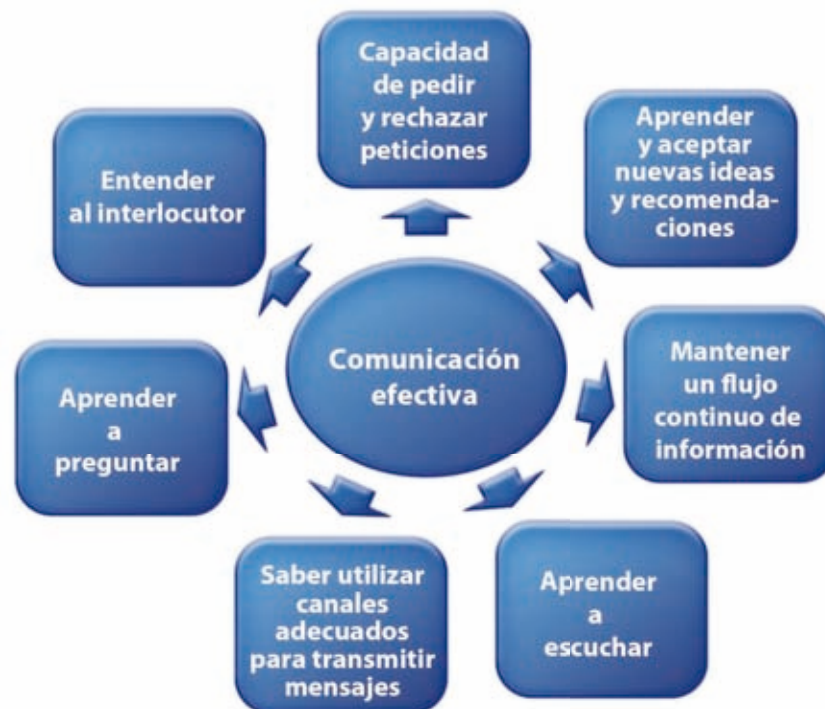 Comunicación
efectiva
Capacidad
de pedir
y rechazar
peticiones
Aprender
y aceptar
nuevas ideas
y recomenda-
ciones
Mantener
un flujo
continuo de
información
Aprender
a
escuchar
Saber utilizar
canales
adecuados
para transmitir
mensajes
Aprender
a
preguntar
Entender
al interlocutor